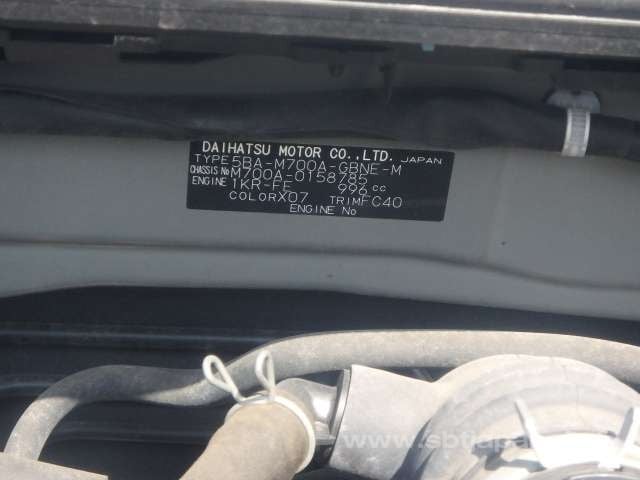 DAIHATSU MOTOR CO.,LTD. JAPAN
TYPE 5BA-M700A-GBNE-M
CHASSIS No M700A-0158785
ENGINE 1KR-FE 996 cc
COLOR X07 TRIM FC40
ENGINE No
www.sbtjapan.com